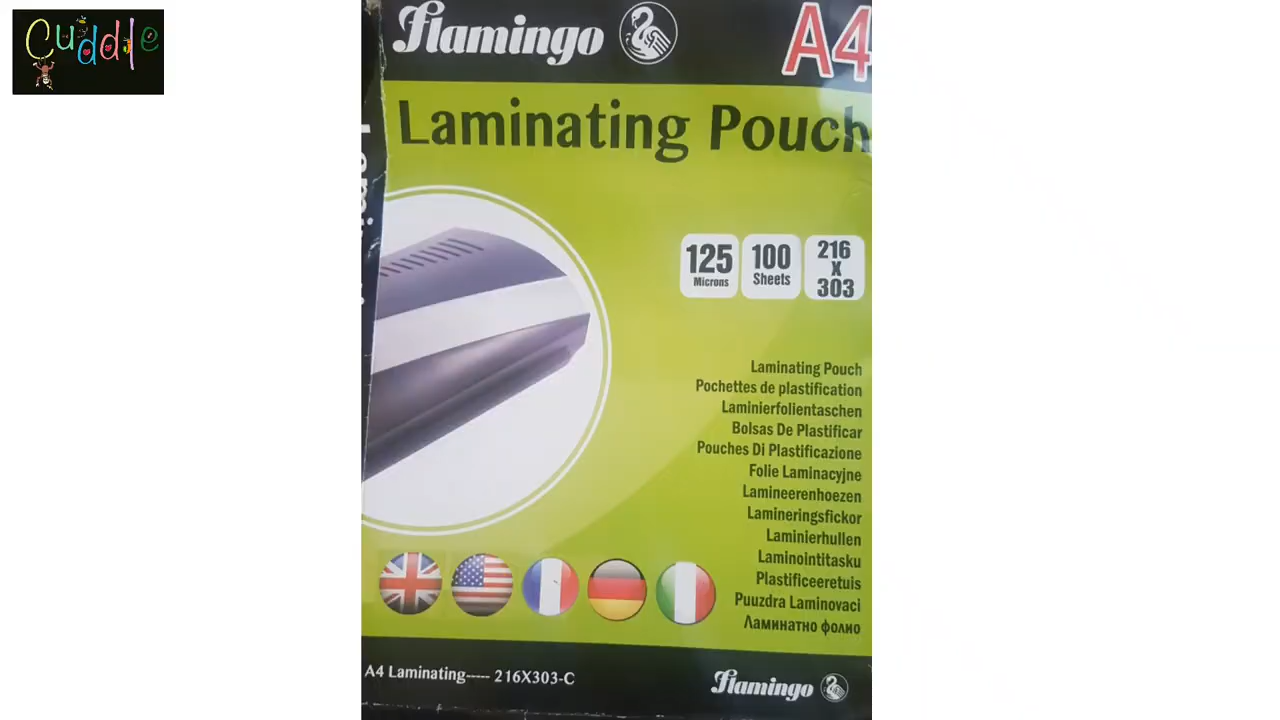 Cuddle
flamingo
A4
Laminating Pouch
125
Microns
100
Sheets
216
X
303
Laminating Pouch
Pochettes de plastification
Laminierfolientaschen
Bolsas De Plastificar
Pouches Di Plastificazione
Folie Laminacyjne
Lamineerenhoezen
Lamineringsfickor
Laminierhullen
Laminointitasku
Plastificeeretuis
Puuzdra Laminovaci
Ламинатно фолио
A4 Laminating----- 216X303-C
flamingo